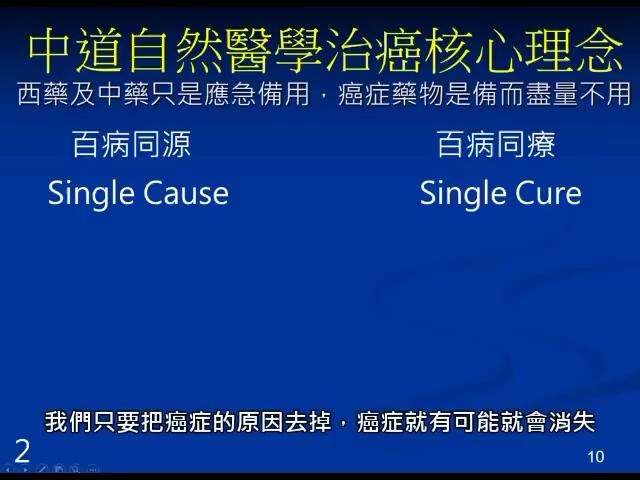 中道自然醫學治癌核心理念
西藥及中藥只是應急備用，癌症藥物是備而盡量不用
百病同源 百病同療
Single Cause Single Cure
我們只要把癌症的原因去掉，癌症就有可能就會消失
2 10